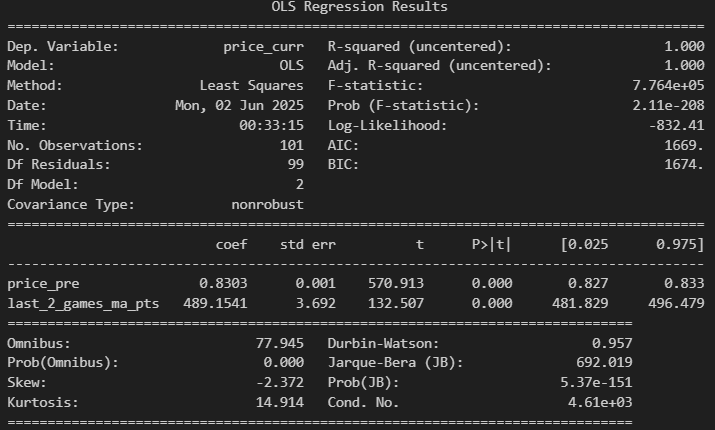 OLS Regression Results
==============================================================================
Dep. Variable: price_curr R-squared (uncentered): 1.000
Model: OLS Adj. R-squared (uncentered): 1.000
Method: Least Squares F-statistic: 7.764e+05
Date: Mon, 02 Jun 2025 Prob (F-statistic): 2.11e-208
Time: 00:33:15 Log-Likelihood: -832.41
No. Observations: 101 AIC: 1669.
Df Residuals: 99 BIC: 1674.
Df Model: 2
Covariance Type: nonrobust
==============================================================================
coef std err t P>|t| [0.025 0.975]
------------------------------------------------------------------------------
price_pre 0.8303 0.001 570.913 0.000 0.827 0.833
last_2_games_ma_pts 489.1541 3.692 132.507 0.000 481.829 496.479
==============================================================================
Omnibus: 77.945 Durbin-Watson: 0.957
Prob(Omnibus): 0.000 Jarque-Bera (JB): 692.019
Skew: -2.372 Prob(JB): 5.37e-151
Kurtosis: 14.914 Cond. No. 4.61e+03
==============================================================================